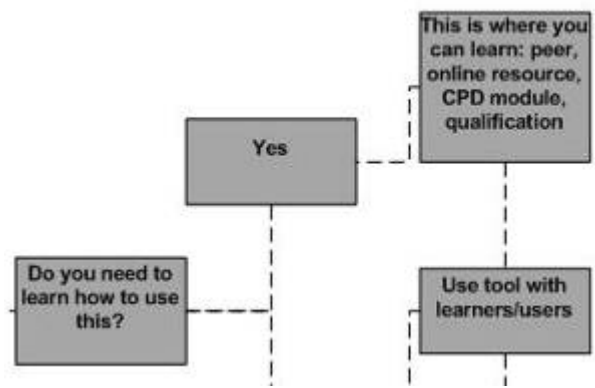 This is where you
can learn: peer,
online resource,
CPD module,
qualification
Yes
Do you need to
learn how to use
this?
Use tool with
learners/users